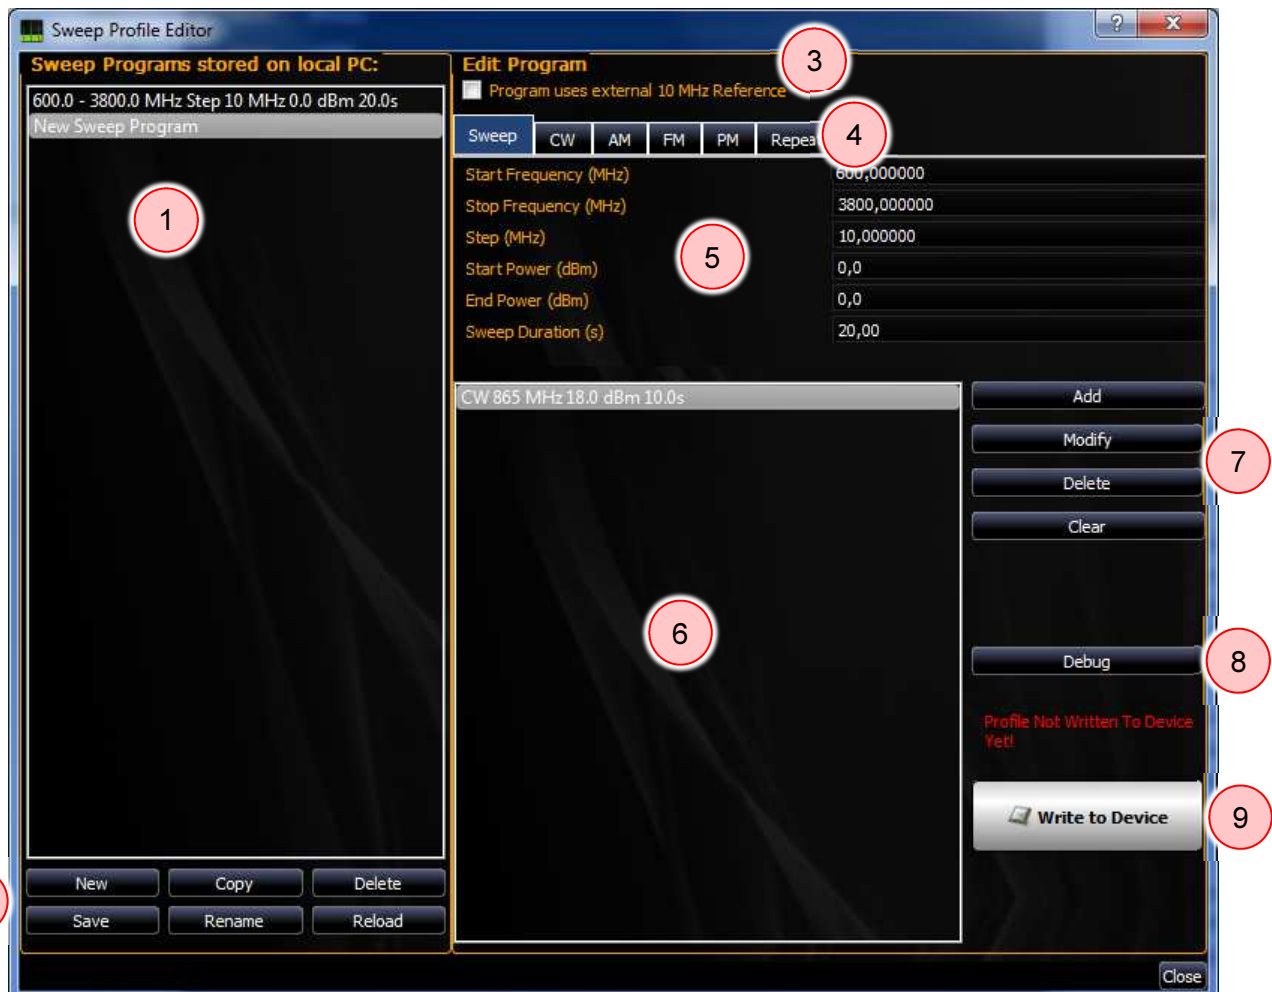 Sweep Profile Editor
Sweep Programs stored on local PC:
600.0 - 3800.0 MHz Step 10 MHz 0.0 dBm 20.0s
New Sweep Program
1
New Copy Delete
Save Rename Reload
Edit Program
3
Program uses external 10 MHz Reference
Sweep CW AM FM PM
4
Start Frequency (MHz) 600,000000
Stop Frequency (MHz) 3800,000000
Step (MHz) 10,000000
5
Start Power (dBm) 0,0
End Power (dBm) 0,0
Sweep Duration (s) 20,00
CW 865 MHz 18.0 dBm 10.0s
6
Add
Modify
7
Delete
Clear
Debug
8
Profile Not Written To Device
Yet!
Write to Device
9
Close